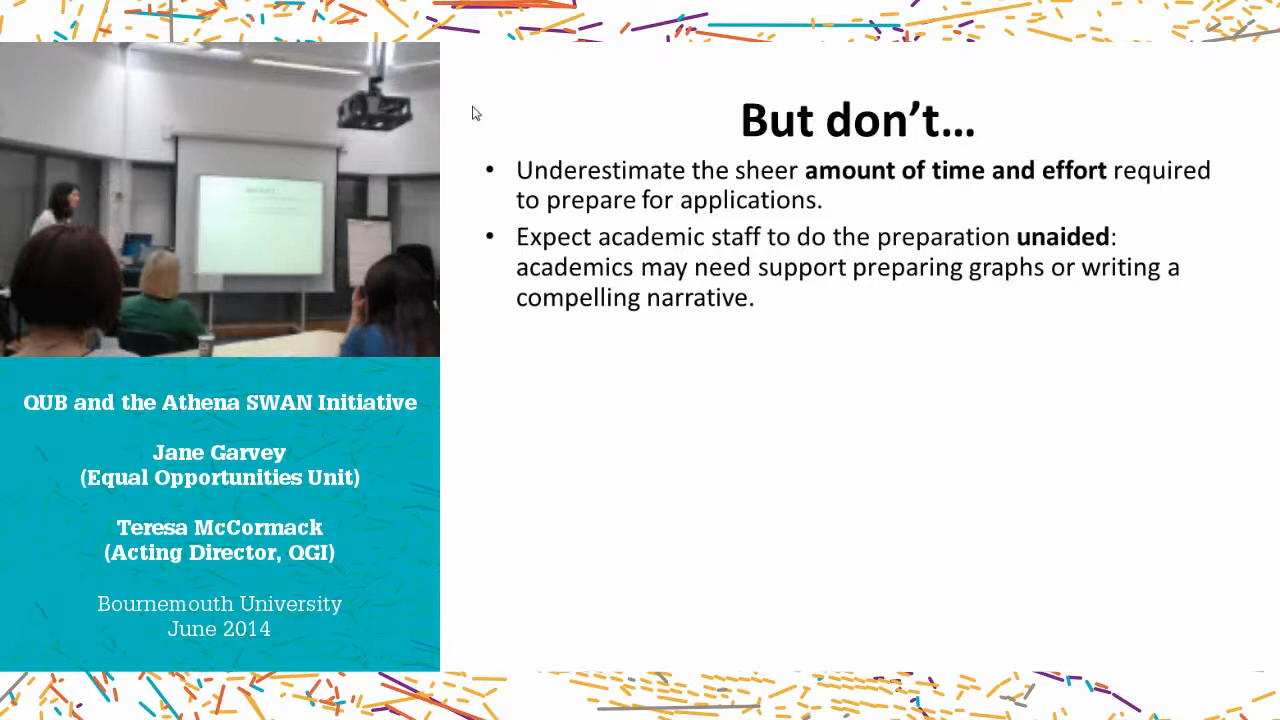 But don’t…
• Underestimate the sheer amount of time and effort required
to prepare for applications.
• Expect academic staff to do the preparation unaided:
academics may need support preparing graphs or writing a
compelling narrative.
QUB and the Athena SWAN Initiative
Jane Garvey
(Equal Opportunities Unit)
Teresa McCormack
(Acting Director, QGI)
Bournemouth University
June 2014